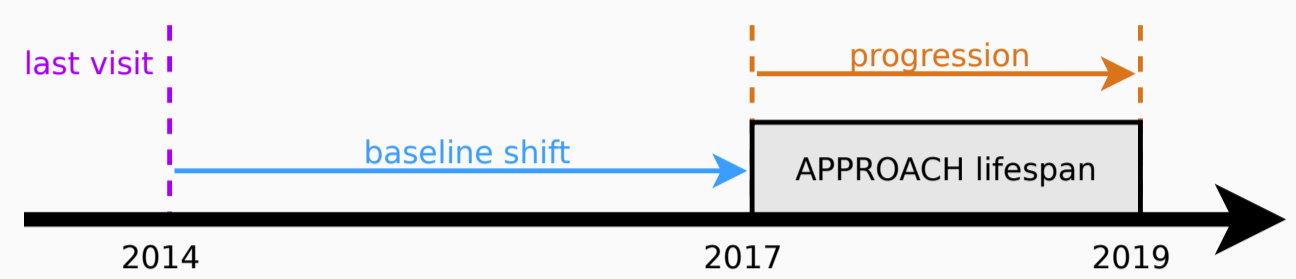 last visit
progression
baseline shift
APPROACH lifespan
2014
2017
2019